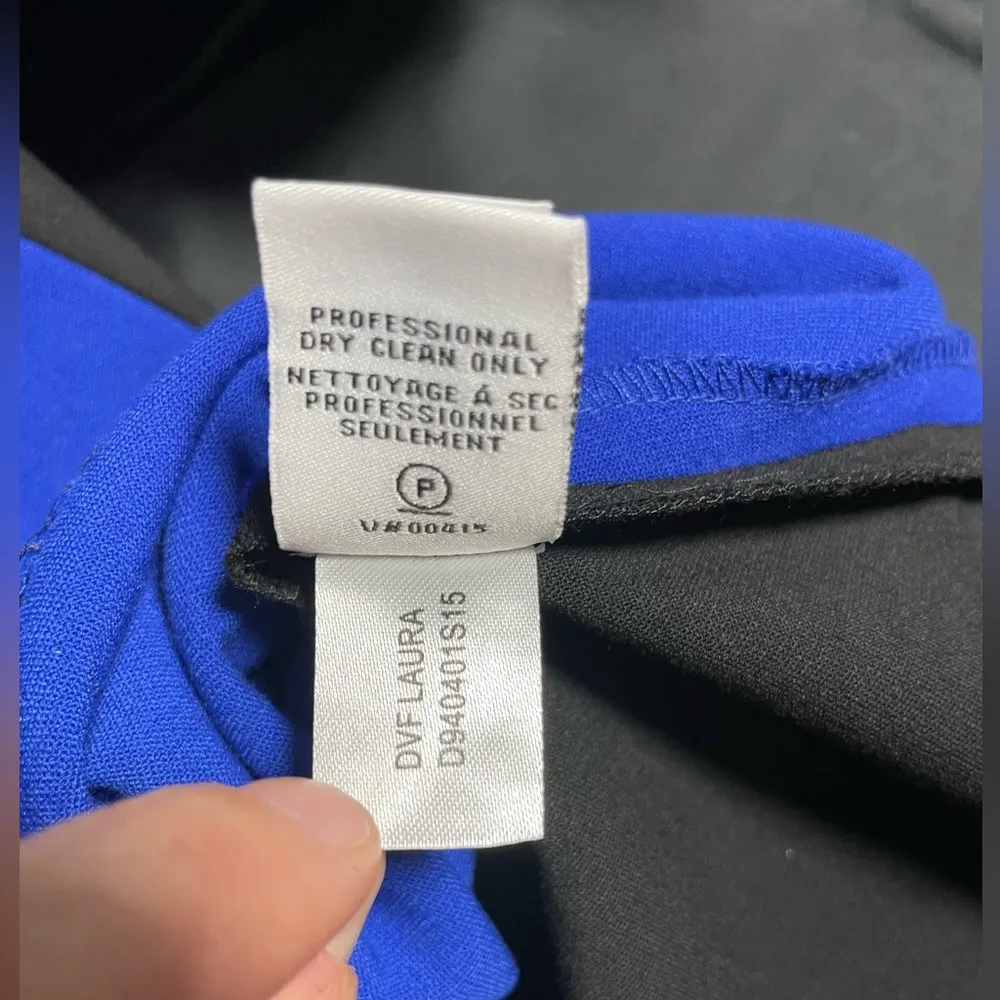 PROFESSIONAL
DRY CLEAN ONLY
NETTOYAGE Á SEC
PROFESSIONNEL
SEULEMENT
P
V#00415
DVF LAURA
D940401S15